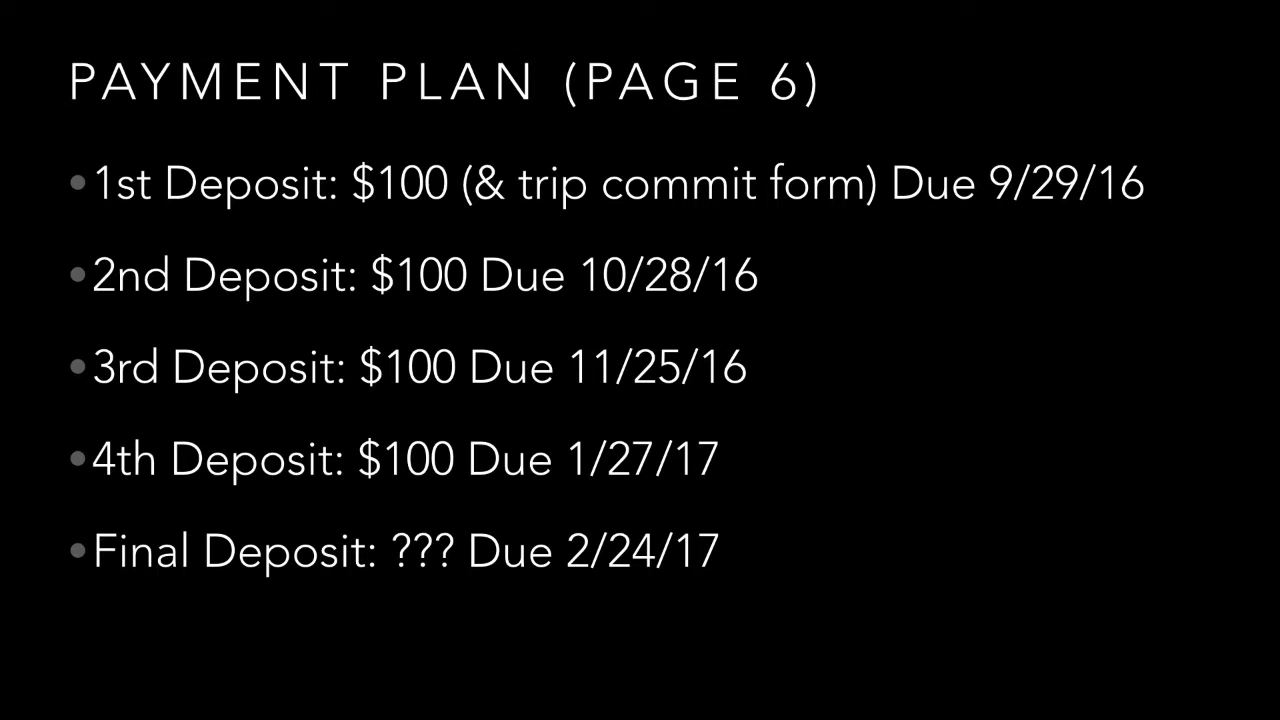 PAYMENT PLAN (PAGE 6)
•1st Deposit: $100 (& trip commit form) Due 9/29/16
•2nd Deposit: $100 Due 10/28/16
•3rd Deposit: $100 Due 11/25/16
•4th Deposit: $100 Due 1/27/17
•Final Deposit: ??? Due 2/24/17